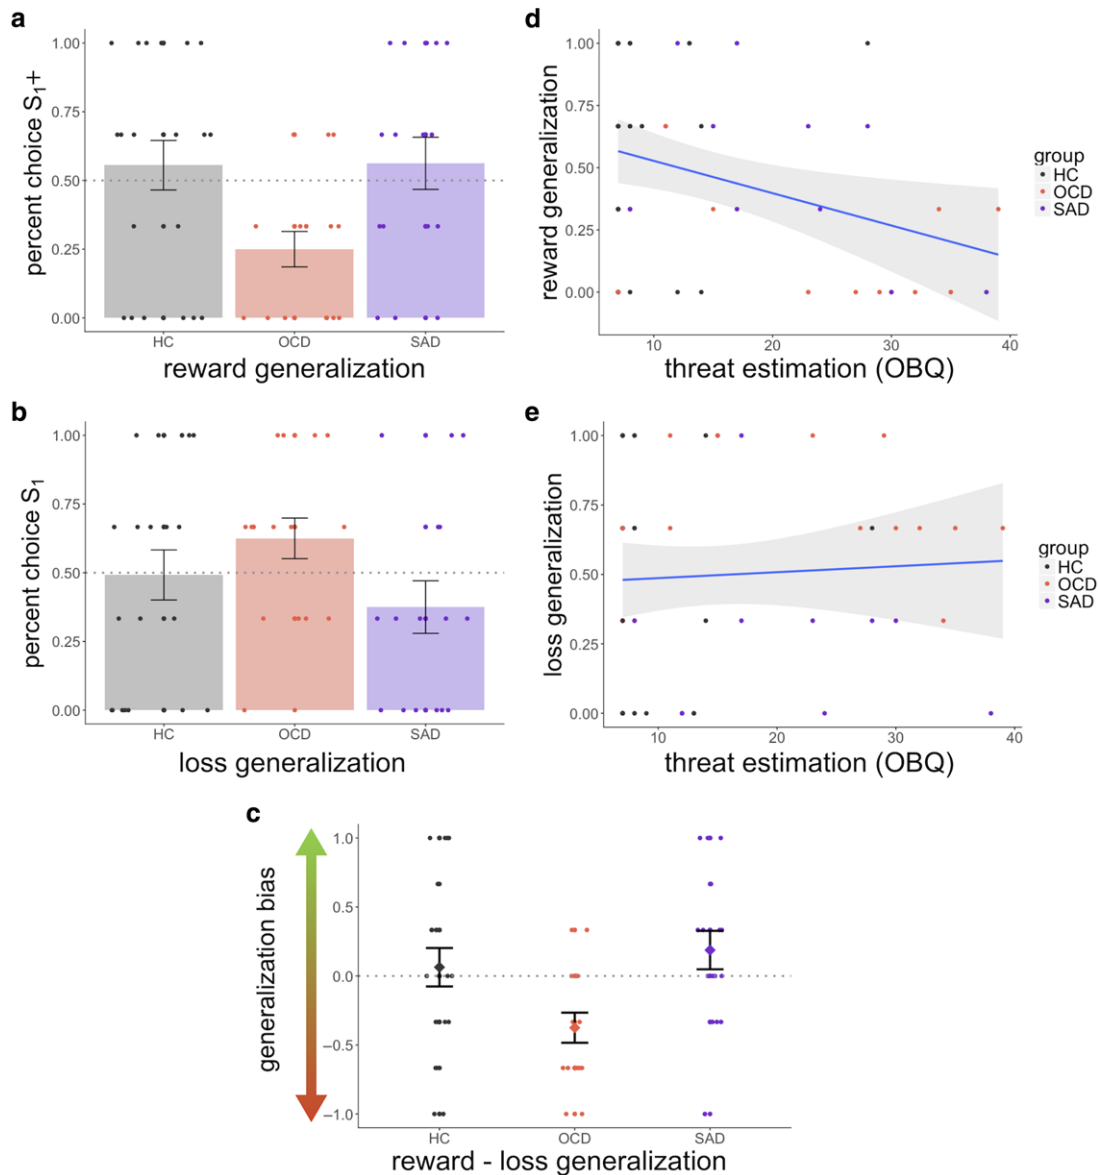 a
percent choice S₁+
1.00
0.75
0.50
0.25
0.00
HC OCD SAD
reward generalization
d
reward generalization
1.00
0.75
0.50
0.25
0.00
10 20 30 40
threat estimation (OBQ)
group
HC
OCD
SAD
b
percent choice S₁
1.00
0.75
0.50
0.25
0.00
HC OCD SAD
loss generalization
e
loss generalization
1.00
0.75
0.50
0.25
0.00
10 20 30 40
threat estimation (OBQ)
group
HC
OCD
SAD
c
generalization bias
1.0
0.5
0.0
−0.5
−1.0
HC OCD SAD
reward - loss generalization